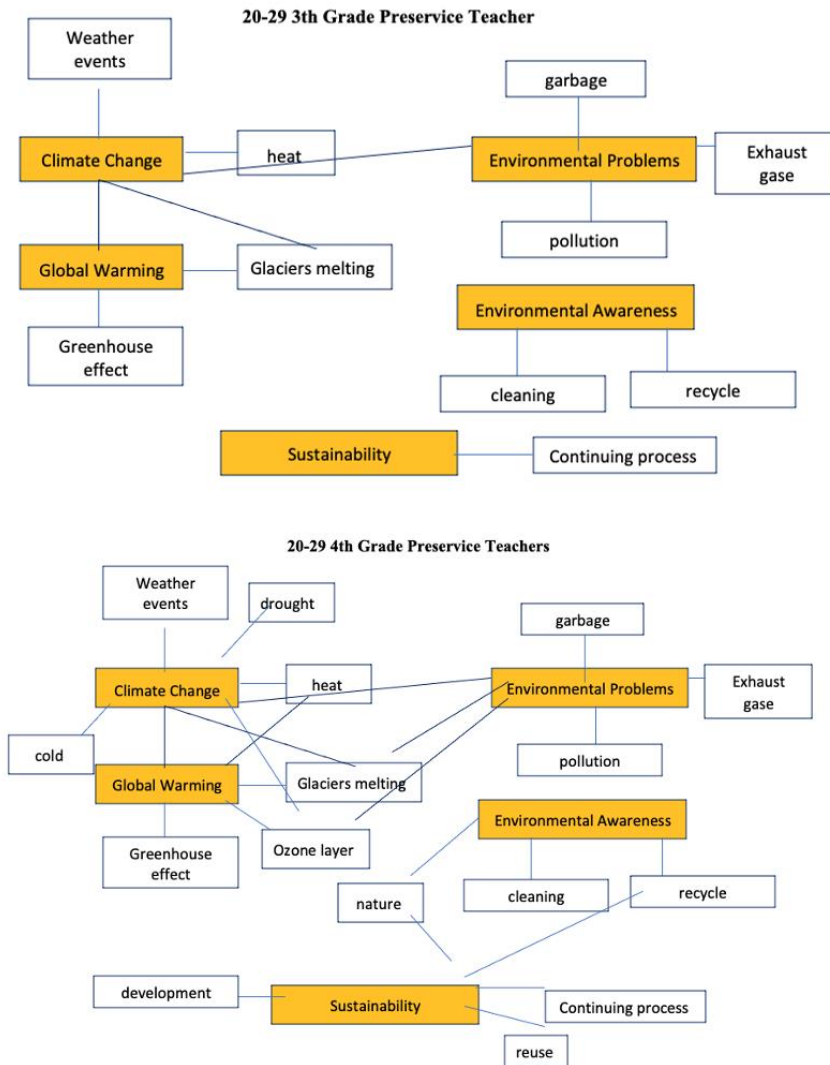 20-29 3th Grade Preservice Teacher
Weather
events
garbage
Climate Change
heat
Environmental Problems
Exhaust
gase
pollution
Global Warming
Glaciers melting
Environmental Awareness
Greenhouse
effect
cleaning
recycle
Sustainability
Continuing process
20-29 4th Grade Preservice Teachers
Weather
events
drought
garbage
Climate Change
heat
Environmental Problems
Exhaust
gase
cold
pollution
Global Warming
Glaciers melting
Environmental Awareness
Greenhouse
effect
Ozone layer
nature
cleaning
recycle
development
Sustainability
Continuing process
reuse